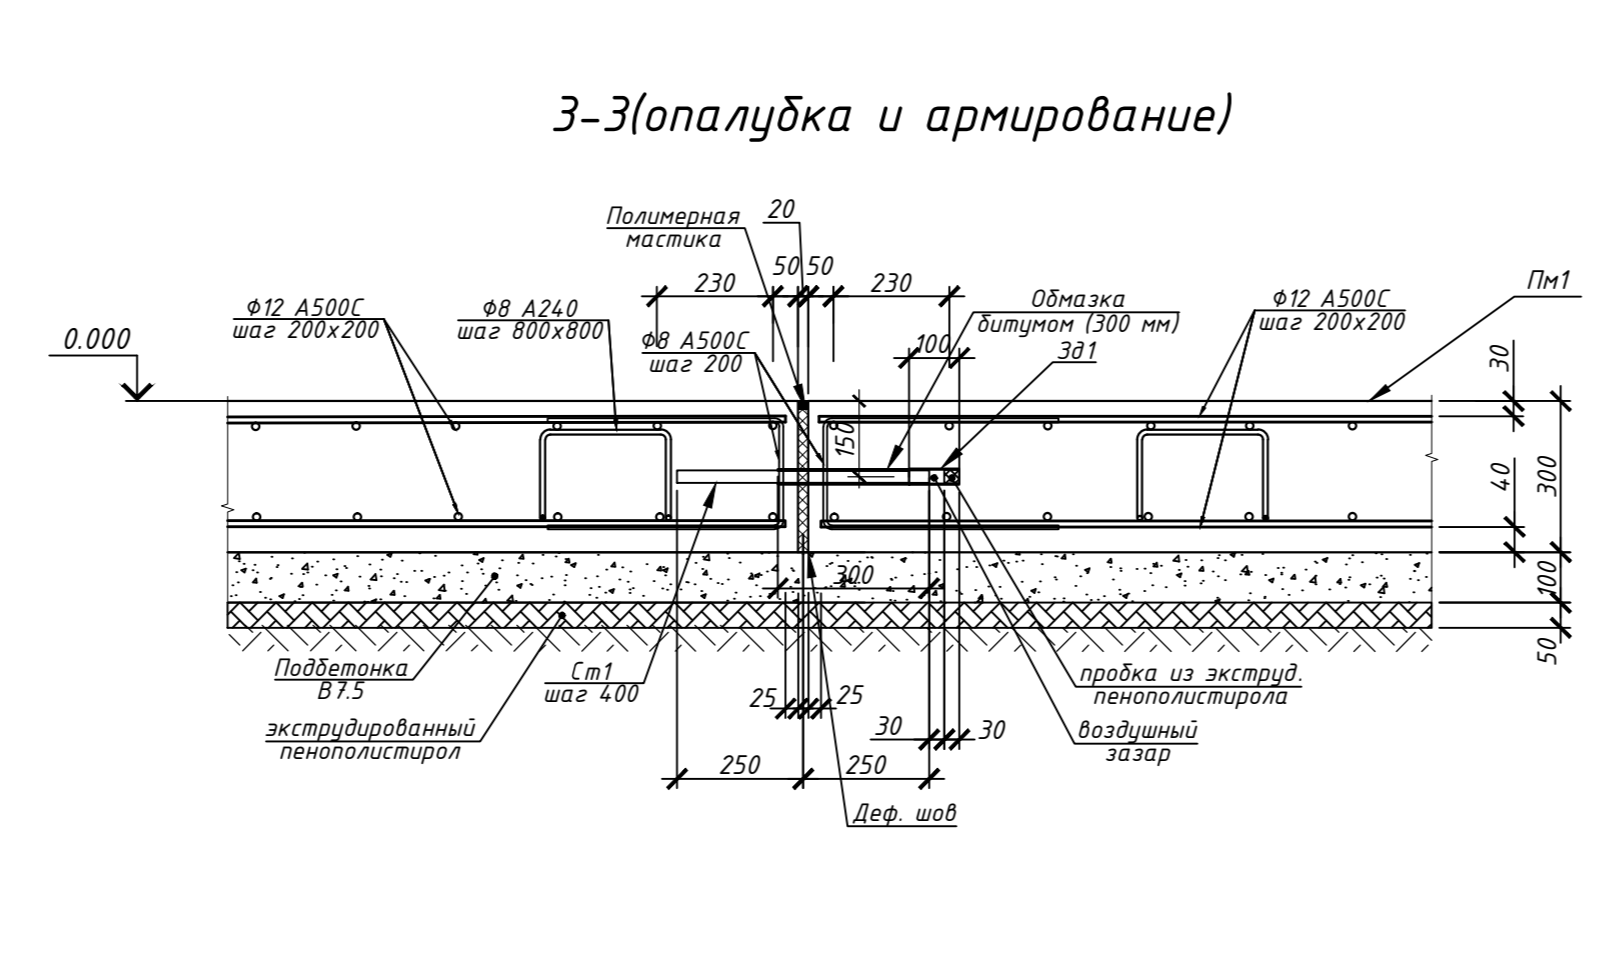 3-3(опалубка и армирование)
Полимерная
мастика
20
50
50
230
230
Пм1
Ф12 А500С
шаг 200х200
Ф8 А240
шаг 800х800
Обмазка
битумом (300 мм)
Ф12 А500С
шаг 200х200
0.000
Ф8 А500С
шаг 200
100
Зд1
30
150
40
300
300
100
50
Подбетонка
В7.5
Ст1
шаг 400
25
25
пробка из экструд.
пенополистирола
экструдированный
пенополистирол
30
30
воздушный
зазар
250
250
Деф. шов